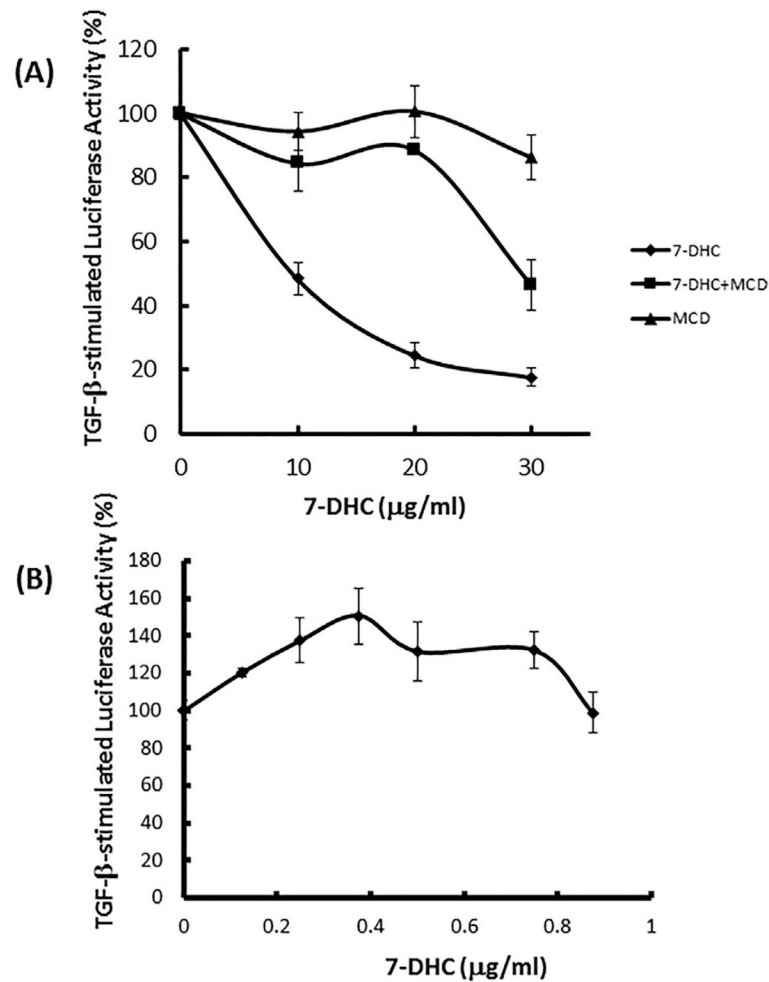 (A)
TGF-β-stimulated Luciferase Activity (%)
120
100
80
60
40
20
0
0 10 20 30
7-DHC (μg/ml)
7-DHC
7-DHC+MCD
MCD
(B)
TGF-β-stimulated Luciferase Activity (%)
180
160
140
120
100
80
60
40
20
0
0 0.2 0.4 0.6 0.8 1
7-DHC (μg/ml)